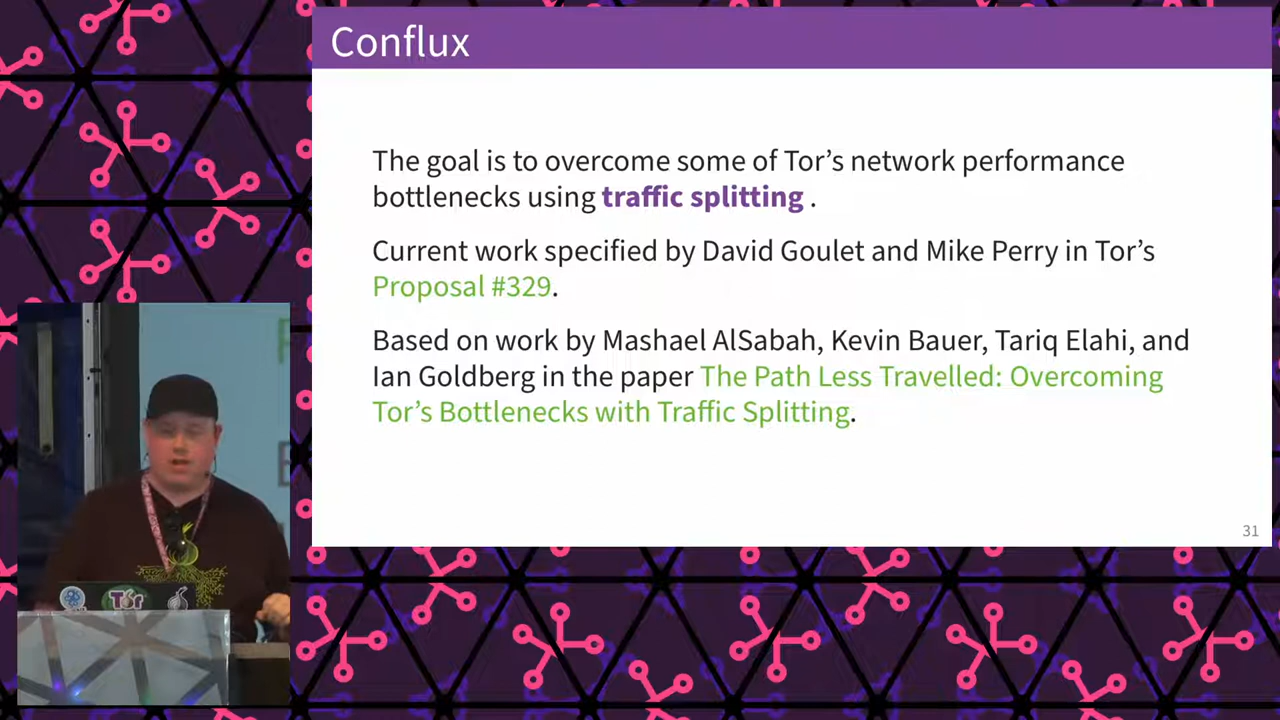 Conflux
The goal is to overcome some of Tor’s network performance
bottlenecks using traffic splitting .
Current work specified by David Goulet and Mike Perry in Tor’s
Proposal #329.
Based on work by Mashael AlSabah, Kevin Bauer, Tariq Elahi, and
Ian Goldberg in the paper The Path Less Travelled: Overcoming
Tor’s Bottlenecks with Traffic Splitting.
31
Tor